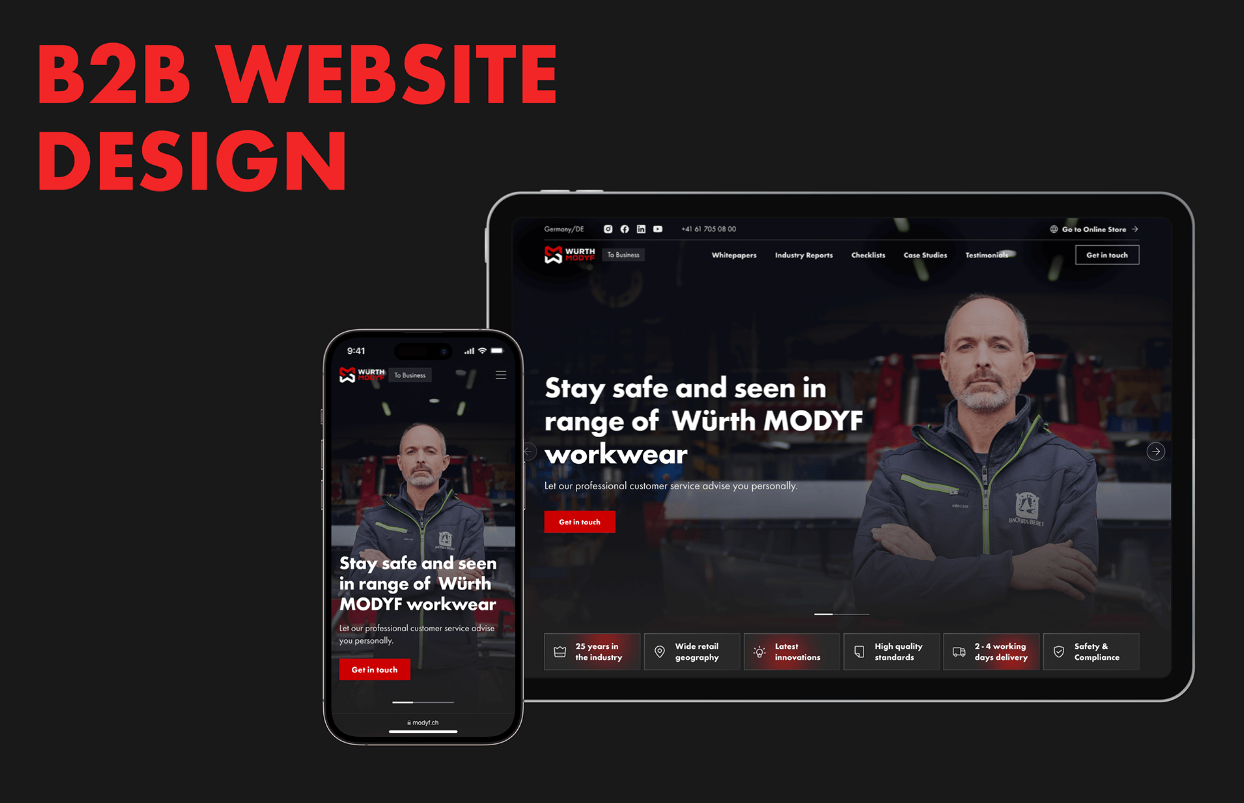 B2B WEBSITE
DESIGN
Germany/DE
+41 61 705 08 00
Go to Online Store
WÜRTH
MODYF
To Business
Whitepapers
Industry Reports
Checklists
Case Studies
Testimonials
Get in touch
Stay safe and seen in
range of Würth MODYF
workwear
Let our professional customer service advise you personally.
Get in touch
25 years in
the industry
Wide retail
geography
Latest
innovations
High quality
standards
2 - 4 working
days delivery
Safety &
Compliance
9:41
WÜRTH
MODYF
To Business
Stay safe and seen
in range of Würth
MODYF workwear
Let our professional customer service advise
you personally.
Get in touch
modyf.ch